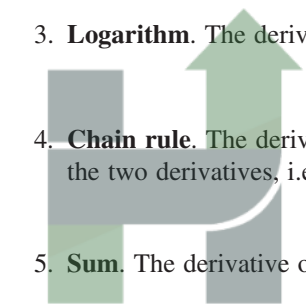 3. Logarithm. The deriv
4. Chain rule. The deriv
the two derivatives, i.e
5. Sum. The derivative o